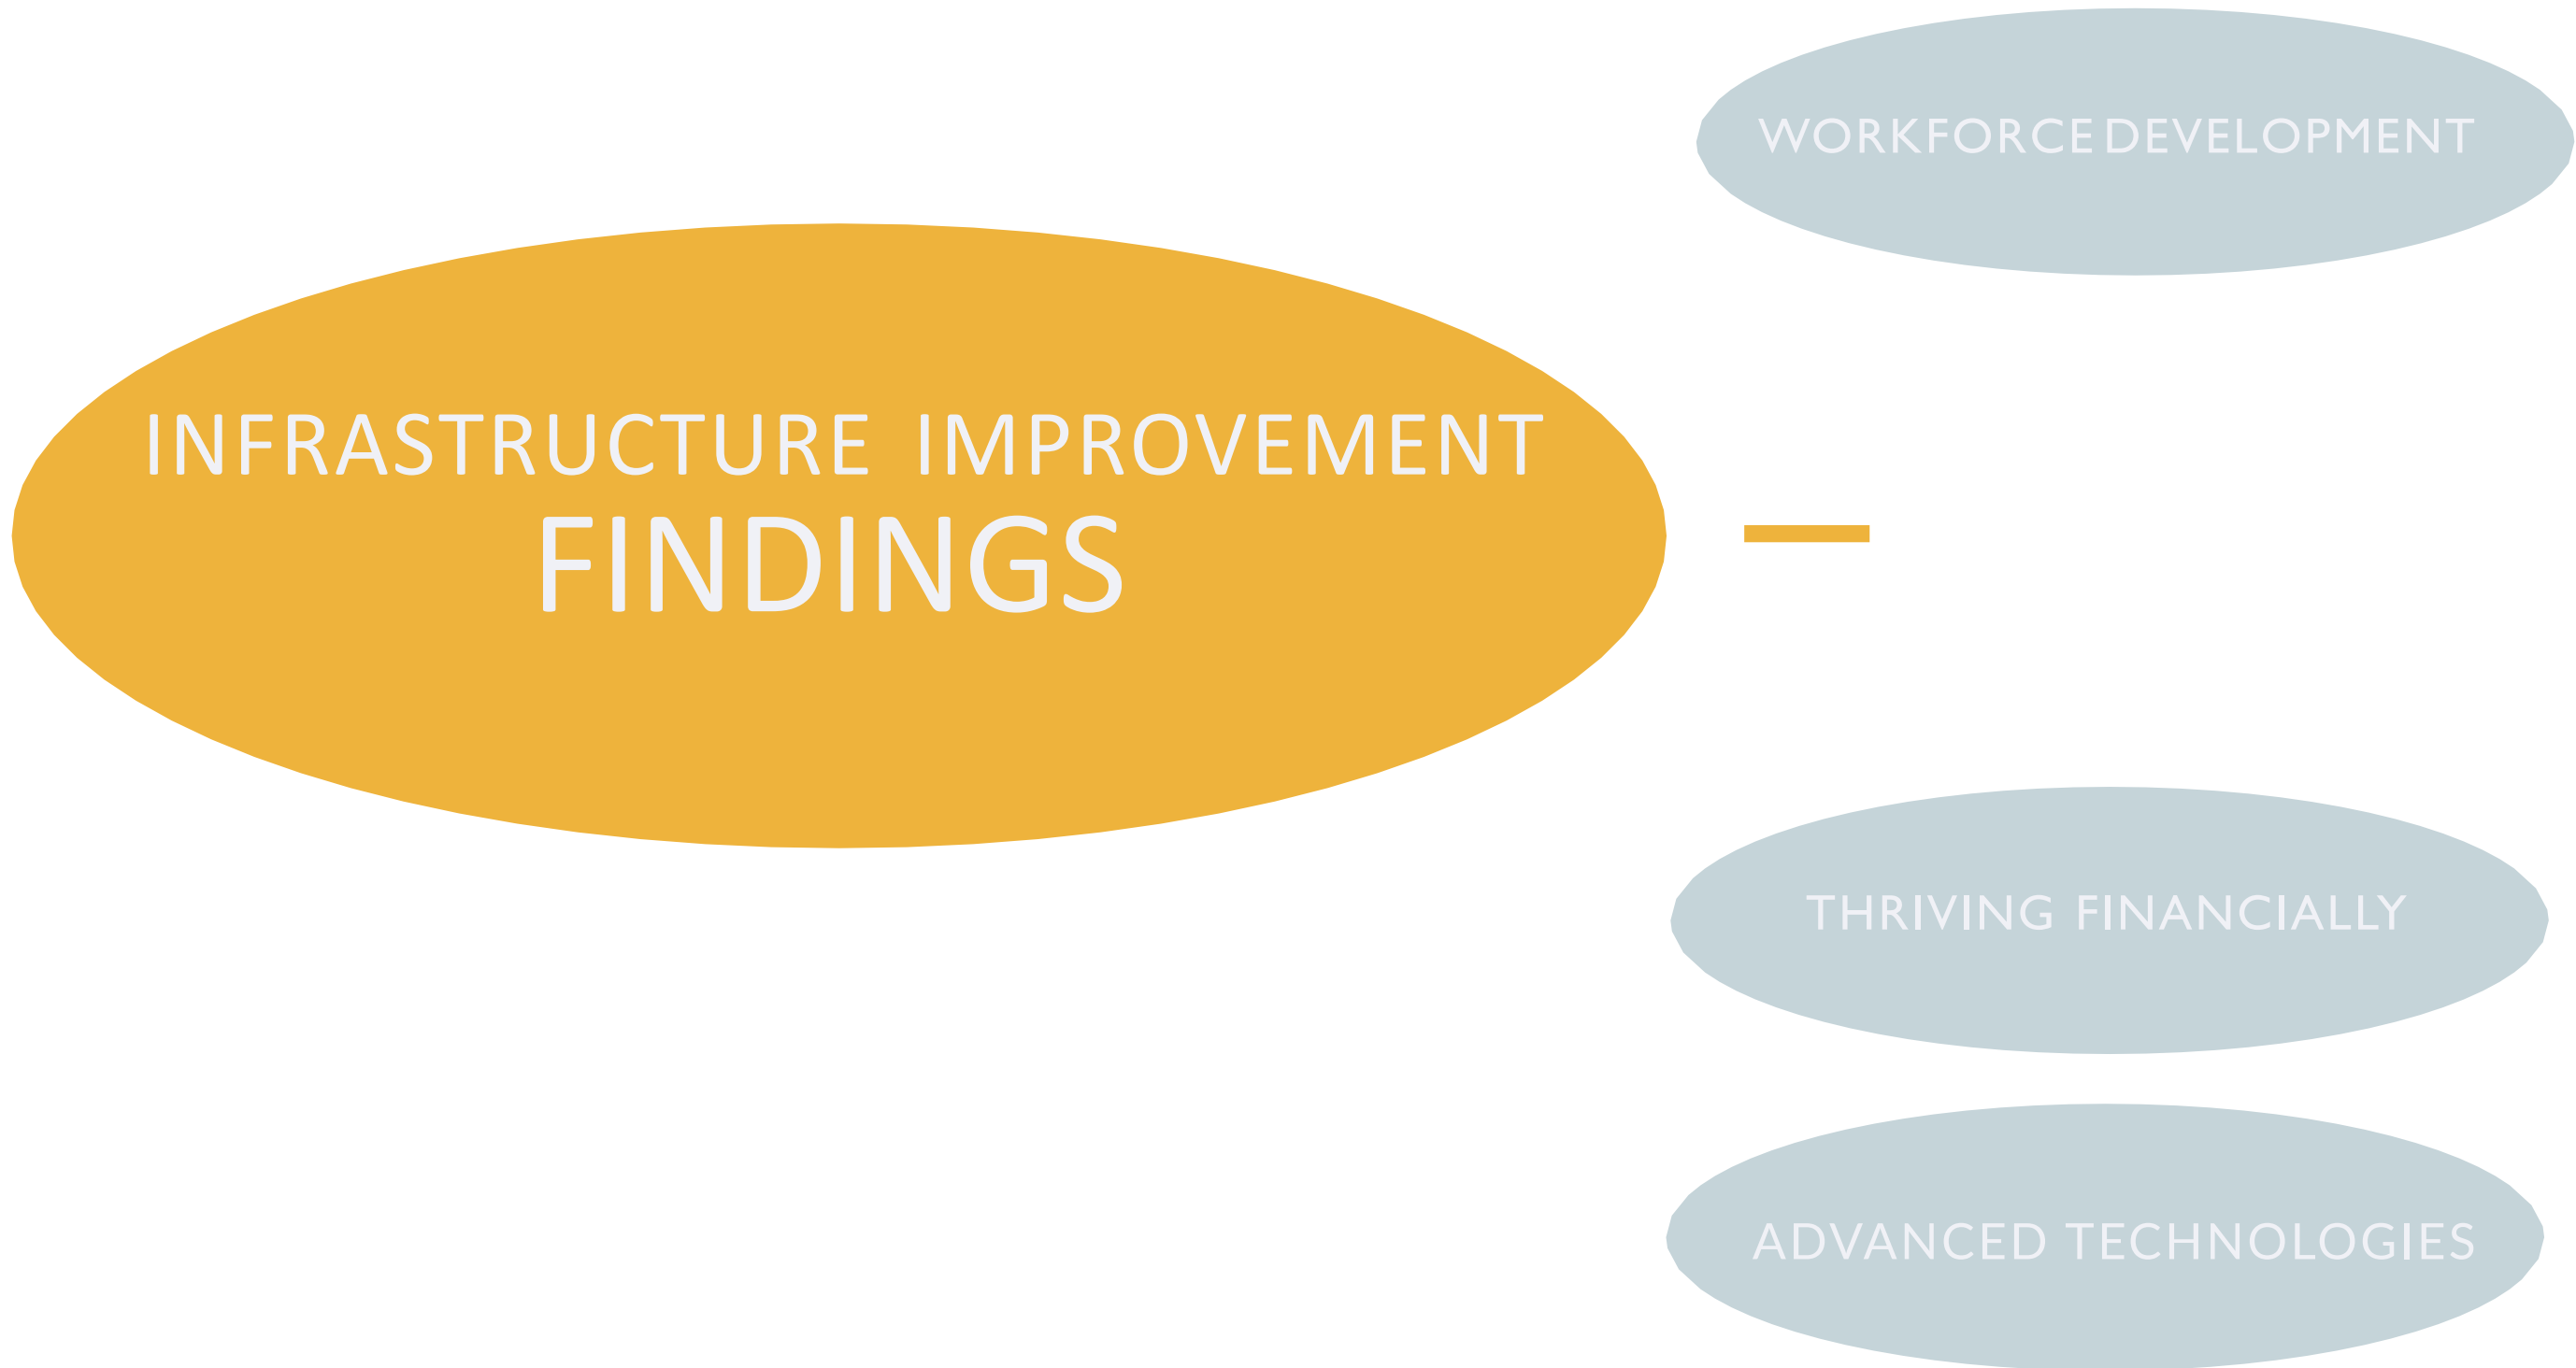 WORKFORCE DEVELOPMENT
INFRASTRUCTURE IMPROVEMENT
FINDINGS
THRIVING FINANCIALLY
ADVANCED TECHNOLOGIES